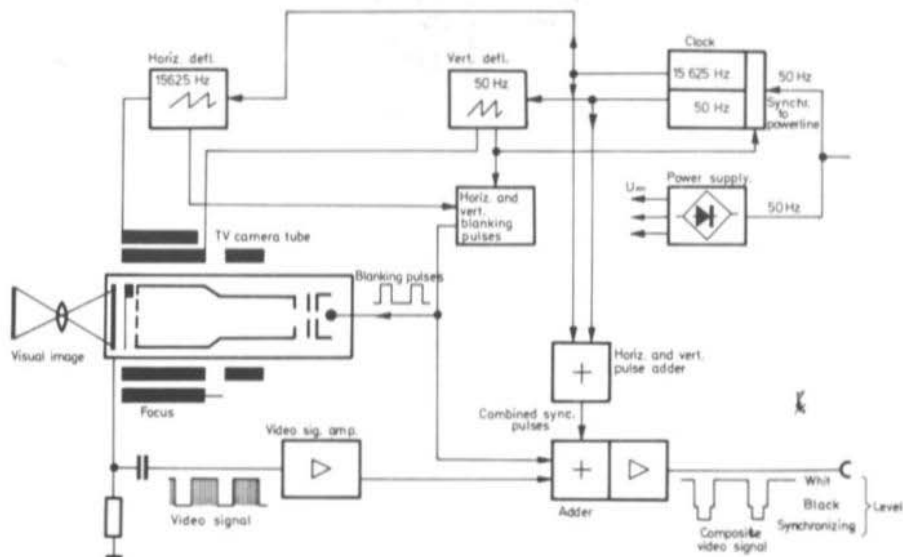 Horiz. defl.
15625 Hz
Vert. defl.
50 Hz
Clock
15 625 Hz
50 Hz
50 Hz
Synchr.
to
powerline
Power supply.
50 Hz
Horiz. and
vert.
blanking
pulses
TV camera tube
Blanking pulses
Visual image
Focus
Horiz. and vert.
pulse adder
Combined sync.
pulses
Video sig. amp.
Video signal
Adder
Composite
video signal
Whit
Black
Synchronizing
Level